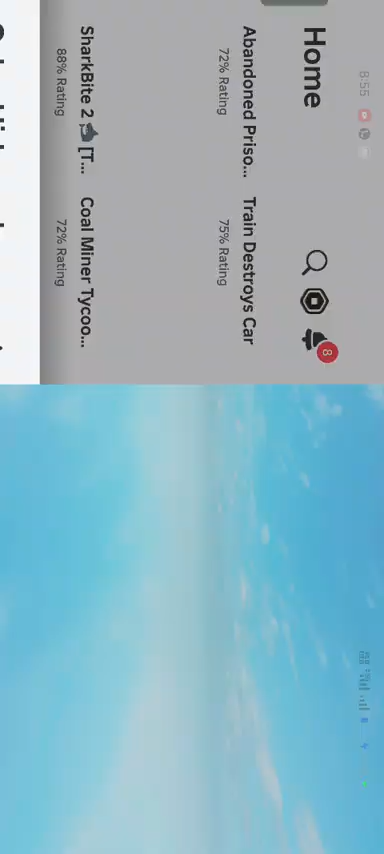 8:55
Home
8
Abandoned Priso...
72% Rating
Train Destroys Car
75% Rating
SharkBite 2 🦈 [T...
88% Rating
Coal Miner Tycoo...
72% Rating